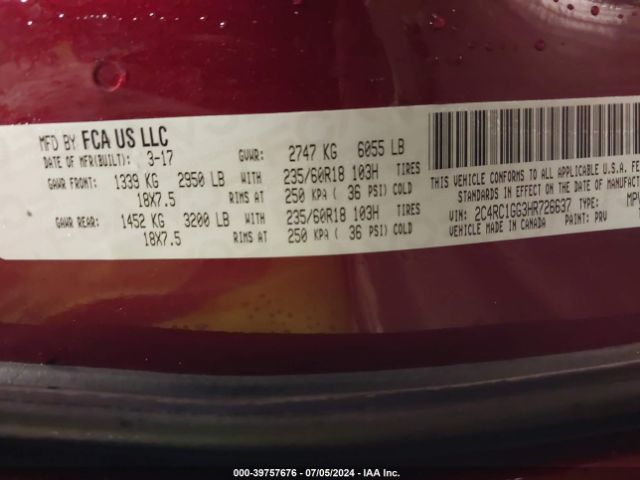 MFD BY FCA US LLC
DATE OF MFR(BUILT): 3-17 GVWR: 2747 KG 6055 LB
GAWR FRONT: 1339 KG 2950 LB WITH 235/60R18 103H TIRES
18X7.5 RIMS AT 250 KPA ( 36 PSI) COLD
GAWR REAR: 1452 KG 3200 LB WITH 235/60R18 103H TIRES
18X7.5 RIMS AT 250 KPA ( 36 PSI) COLD
THIS VEHICLE CONFORMS TO ALL APPLICABLE U.S.A. FE
STANDARDS IN EFFECT ON THE DATE OF MANUFACT
VIN: 2C4RC1GG3HR726637 TYPE: MPV
VEHICLE MADE IN CANADA PAINT: PRV
000-39757676 - 07/05/2024 - IAA Inc.